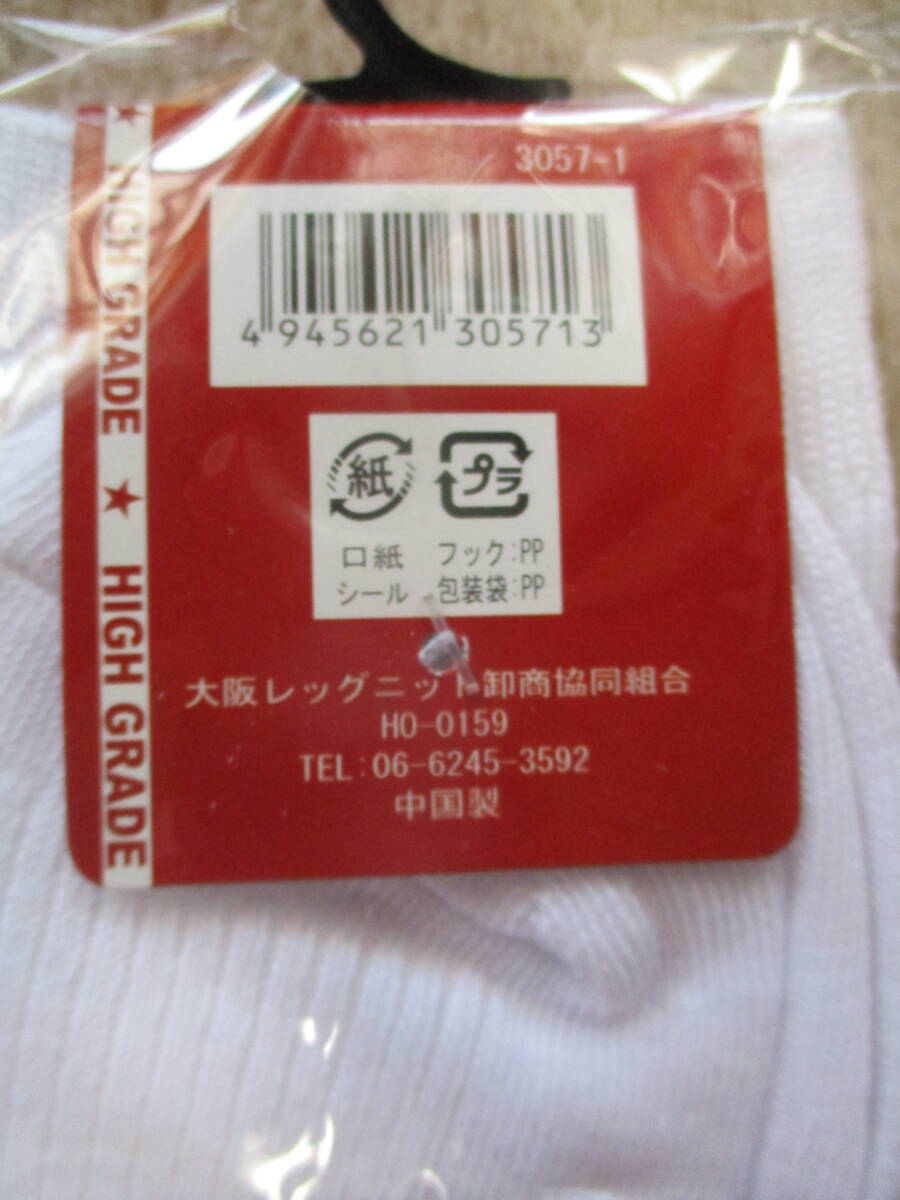 3057-1
4 945621 305713
紙 プラ
口紙 フック:PP
シール 包装袋:PP
大阪レッグニット卸商協同組合
HO-0159
TEL:06-6245-3592
中国製
★ HIGH GRADE ★ HIGH GRADE